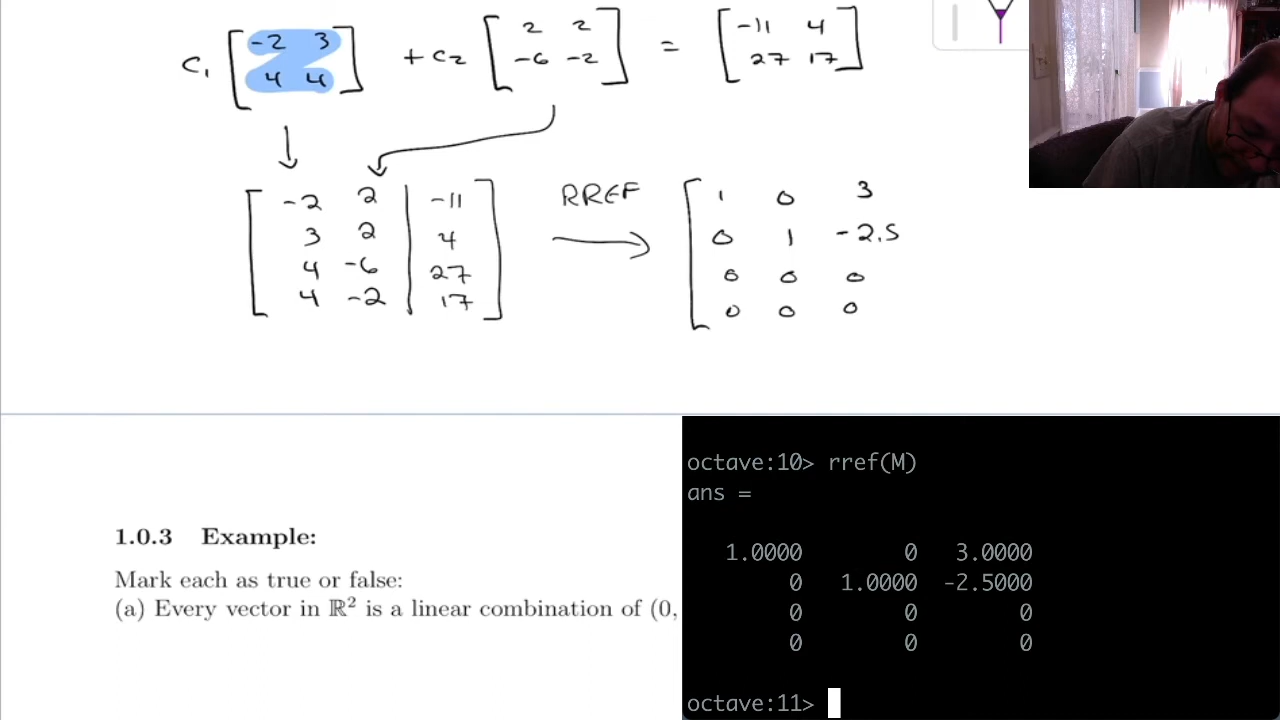 c₁ [-2 3; 4 4] + c₂ [2 2; -6 -2] = [-11 4; 27 17]
[-2 2 | -11; 3 2 | 4; 4 -6 | 27; 4 -2 | 17] RREF → [1 0 3; 0 1 -2.5; 0 0 0; 0 0 0]
1.0.3 Example:
Mark each as true or false:
(a) Every vector in ℝ² is a linear combination of (0,
octave:10> rref(M)
ans =
1.0000 0 3.0000
0 1.0000 -2.5000
0 0 0
0 0 0
octave:11>